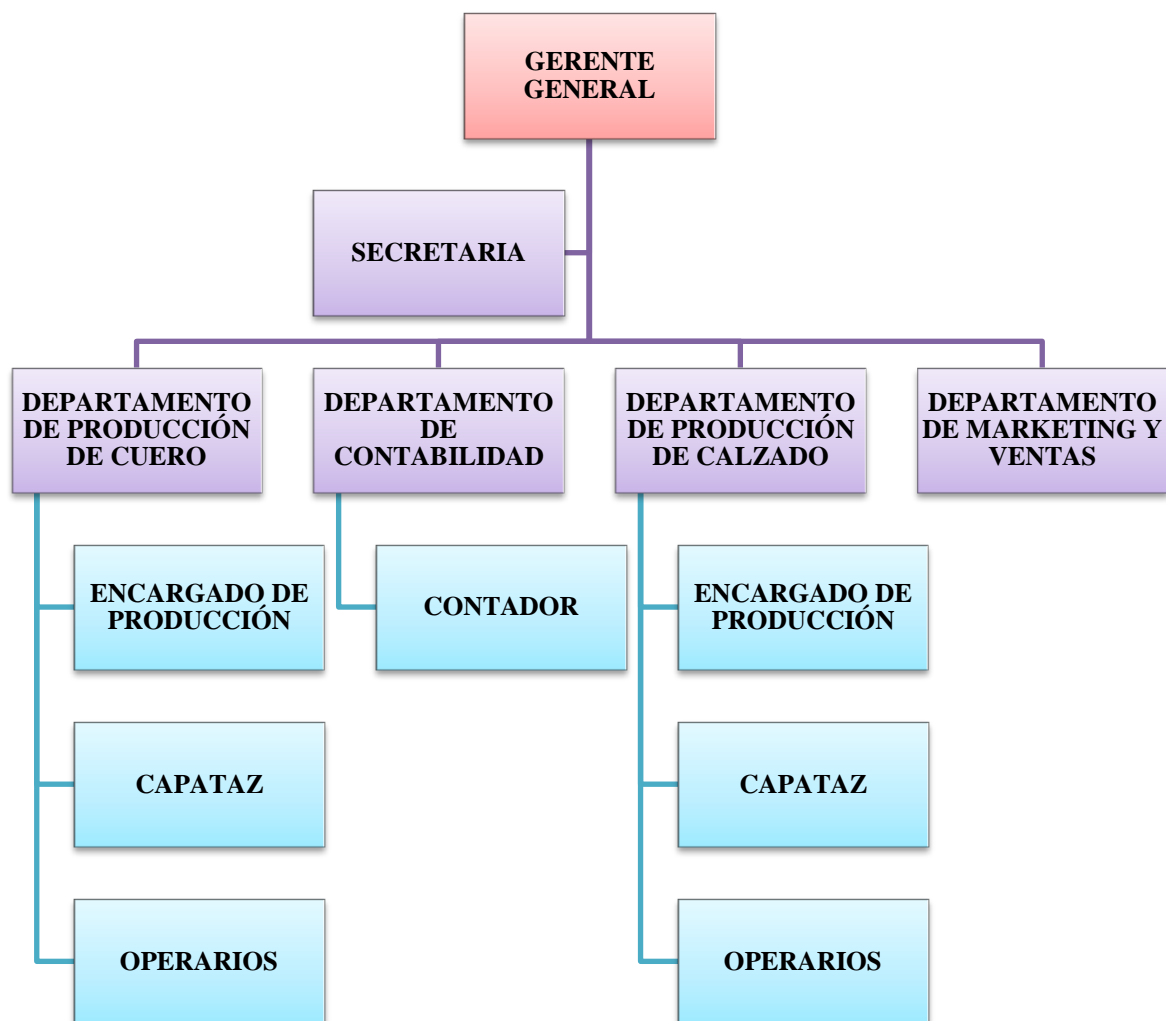 GERENTE
GENERAL
SECRETARIA
DEPARTAMENTO
DE PRODUCCIÓN
DE CUERO
DEPARTAMENTO
DE
CONTABILIDAD
DEPARTAMENTO
DE PRODUCCIÓN
DE CALZADO
DEPARTAMENTO
DE MARKETING Y
VENTAS
ENCARGADO DE
PRODUCCIÓN
CONTADOR
ENCARGADO DE
PRODUCCIÓN
CAPATAZ
CAPATAZ
OPERARIOS
OPERARIOS